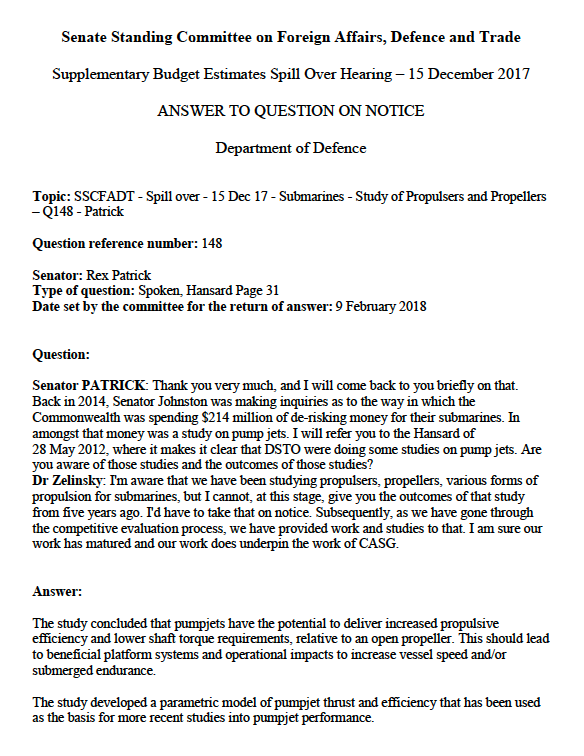 Senate Standing Committee on Foreign Affairs, Defence and Trade
Supplementary Budget Estimates Spill Over Hearing – 15 December 2017
ANSWER TO QUESTION ON NOTICE
Department of Defence
Topic: SSCFADT - Spill over - 15 Dec 17 - Submarines - Study of Propulsers and Propellers
– Q148 - Patrick
Question reference number: 148
Senator: Rex Patrick
Type of question: Spoken, Hansard Page 31
Date set by the committee for the return of answer: 9 February 2018
Question:
Senator PATRICK: Thank you very much, and I will come back to you briefly on that.
Back in 2014, Senator Johnston was making inquiries as to the way in which the
Commonwealth was spending $214 million of de-risking money for their submarines. In
amongst that money was a study on pump jets. I will refer you to the Hansard of
28 May 2012, where it makes it clear that DSTO were doing some studies on pump jets. Are
you aware of those studies and the outcomes of those studies?
Dr Zelinsky: I'm aware that we have been studying propulsers, propellers, various forms of
propulsion for submarines, but I cannot, at this stage, give you the outcomes of that study
from five years ago. I'd have to take that on notice. Subsequently, as we have gone through
the competitive evaluation process, we have provided work and studies to that. I am sure our
work has matured and our work does underpin the work of CASG.
Answer:
The study concluded that pumpjets have the potential to deliver increased propulsive
efficiency and lower shaft torque requirements, relative to an open propeller. This should lead
to beneficial platform systems and operational impacts to increase vessel speed and/or
submerged endurance.
The study developed a parametric model of pumpjet thrust and efficiency that has been used
as the basis for more recent studies into pumpjet performance.